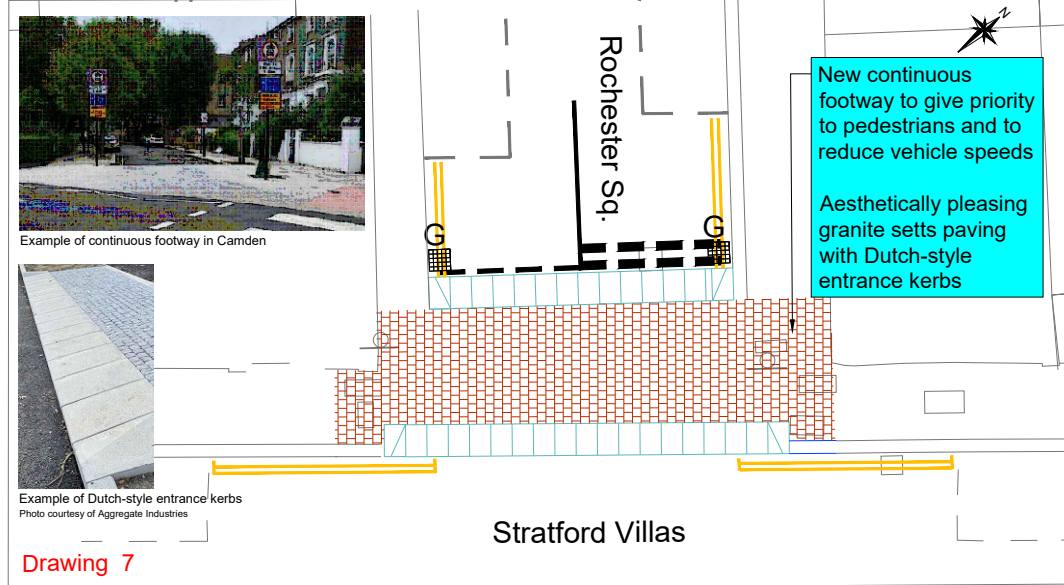 Example of continuous footway in Camden
Example of Dutch-style entrance kerbs
Photo courtesy of Aggregate Industries
Drawing 7
Rochester Sq.
G
G
N
New continuous
footway to give priority
to pedestrians and to
reduce vehicle speeds
Aesthetically pleasing
granite setts paving
with Dutch-style
entrance kerbs
Stratford Villas